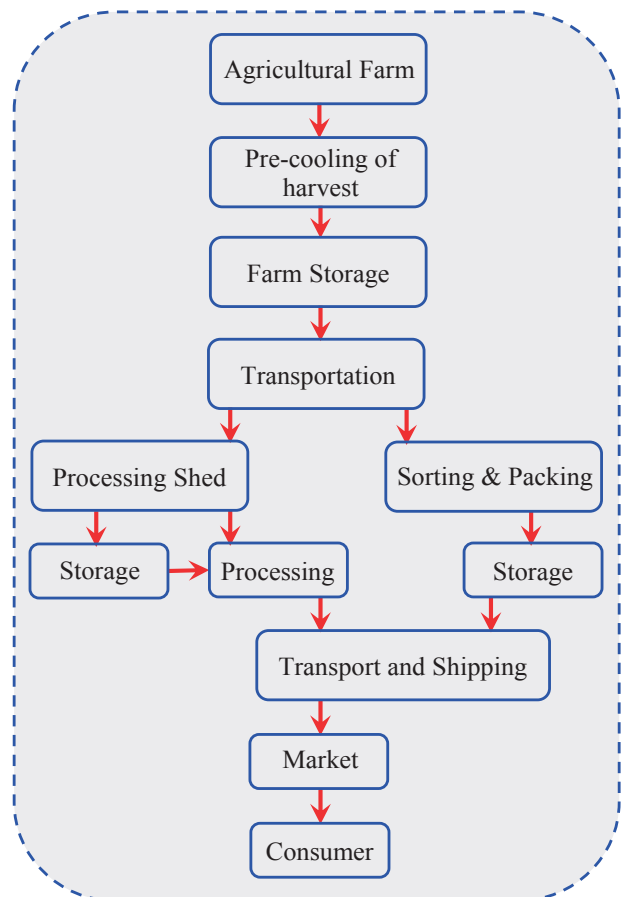 Agricultural Farm
Pre-cooling of
harvest
Farm Storage
Transportation
Processing Shed
Sorting & Packing
Storage
Processing
Storage
Transport and Shipping
Market
Consumer